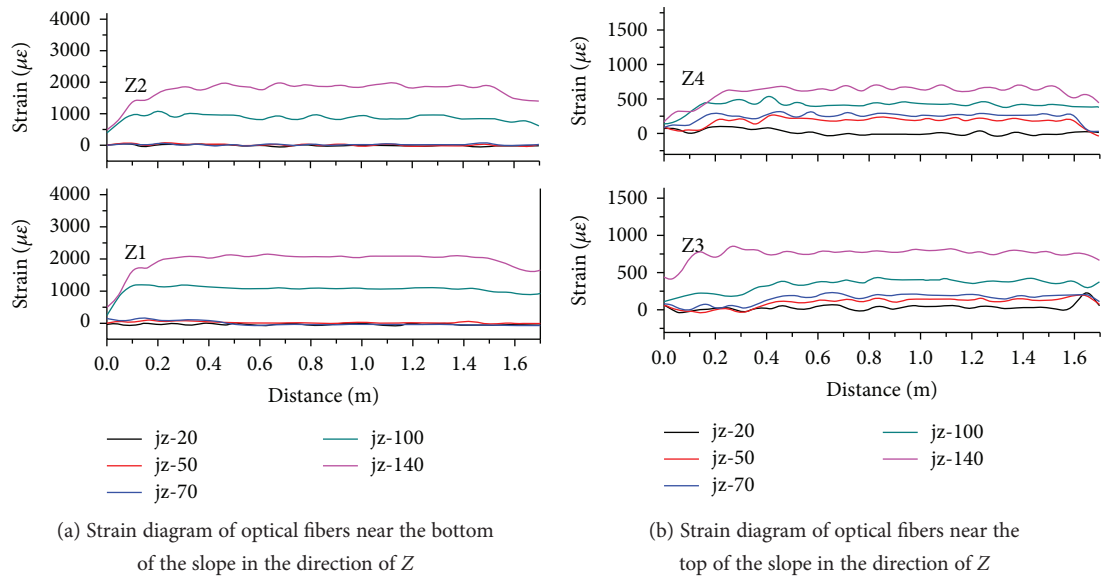 4000
3000
2000
1000
0
Strain (με)
Z2
4000
3000
2000
1000
0
Strain (με)
Z1
0.0 0.2 0.4 0.6 0.8 1.0 1.2 1.4 1.6
Distance (m)
jz-20
jz-50
jz-70
jz-100
jz-140
(a) Strain diagram of optical fibers near the bottom
of the slope in the direction of Z
1500
1000
500
0
Strain (με)
Z4
1500
1000
500
0
Strain (με)
Z3
0.0 0.2 0.4 0.6 0.8 1.0 1.2 1.4 1.6
Distance (m)
jz-20
jz-50
jz-70
jz-100
jz-140
(b) Strain diagram of optical fibers near the
top of the slope in the direction of Z